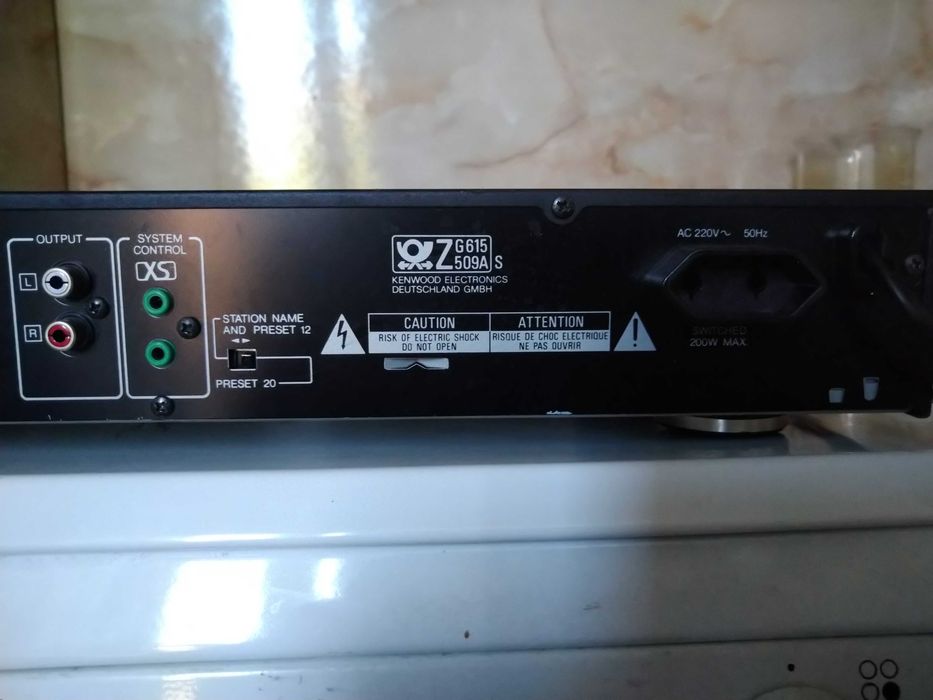 OUTPUT
L
R
SYSTEM
CONTROL
XS
STATION NAME
AND PRESET 12
PRESET 20
Z G615
509A S
KENWOOD ELECTRONICS
DEUTSCHLAND GMBH
CAUTION
RISK OF ELECTRIC SHOCK
DO NOT OPEN
ATTENTION
RISQUE DE CHOC ELECTRIQUE
NE PAS OUVRIR
AC 220V~ 50Hz
SWITCHED
200W MAX.